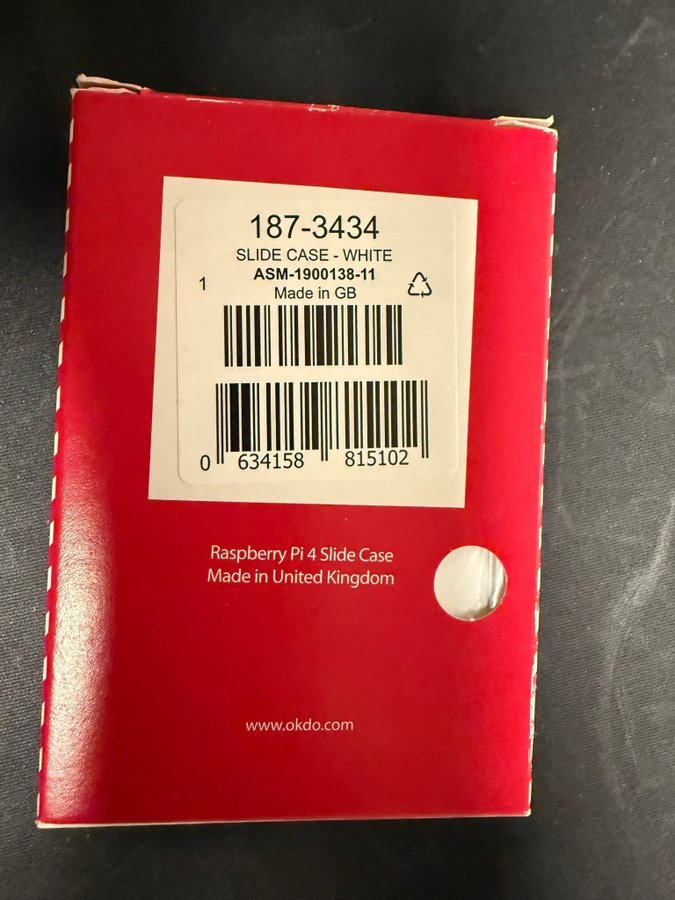 187-3434
SLIDE CASE - WHITE
ASM-1900138-11
1
Made in GB
0 634158 815102
Raspberry Pi 4 Slide Case
Made in United Kingdom
www.okdo.com